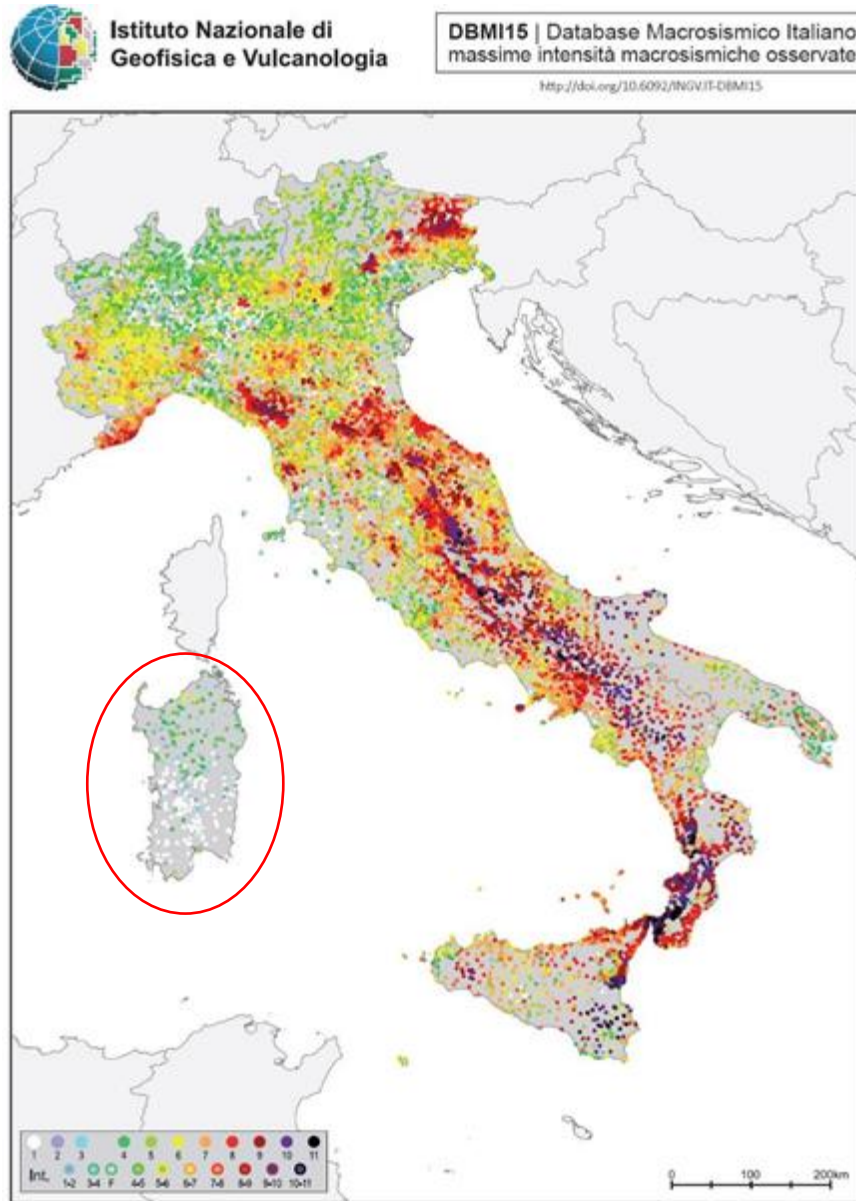 Istituto Nazionale di
Geofisica e Vulcanologia
DBMI15 | Database Macrosismico Italiano
massime intensità macrosismiche osservate
http://doi.org/10.6092/INGV.IT-DBMI15
1 2 3 4 5 6 7 8 9 10 11
Int. 1-2 3-4 F 4-5 5-6 6-7 7-8 8-9 9-10 10-11
0 100 200km